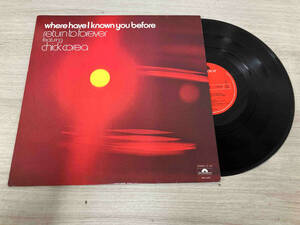 where have I known you before
return to forever
featuring
chick corea